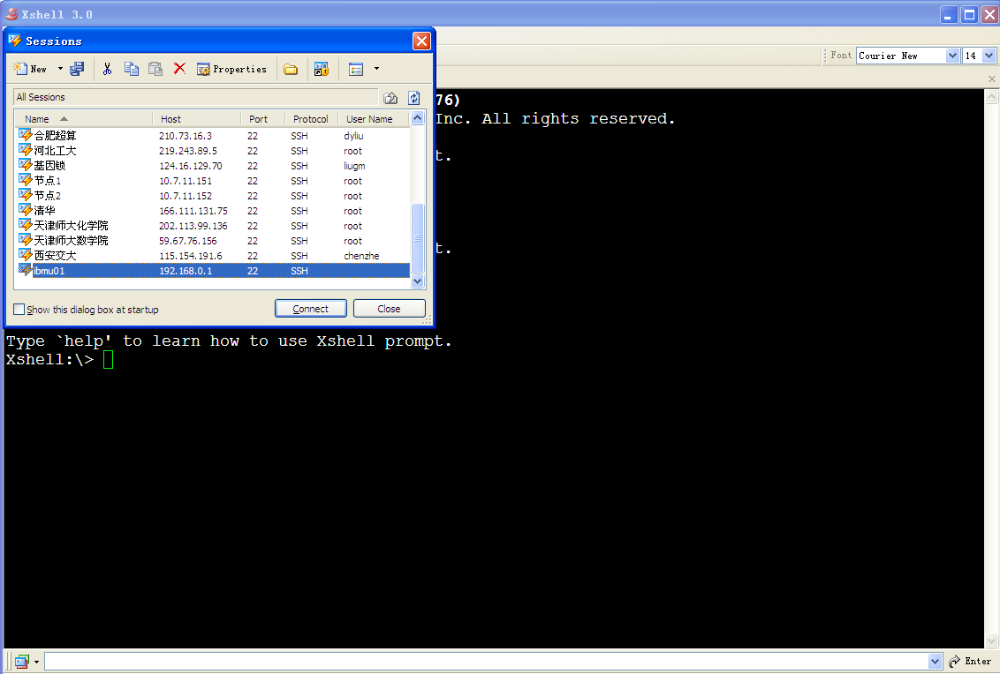 Xshell 3.0
Sessions
New Properties
Font Courier New 14
All Sessions
Name Host Port Protocol User Name
合肥超算 210.73.16.3 22 SSH dyliu
河北工大 219.243.89.5 22 SSH root
基因锁 124.16.129.70 22 SSH liugm
节点1 10.7.11.151 22 SSH root
节点2 10.7.11.152 22 SSH root
清华 166.111.131.75 22 SSH root
天津师大化学院 202.113.99.136 22 SSH root
天津师大数学院 59.67.76.156 22 SSH root
西安交大 115.154.191.6 22 SSH chenzhe
ibmu01 192.168.0.1 22 SSH
Show this dialog box at startup Connect Close
76)
Inc. All rights reserved.
t.
t.
Type `help' to learn how to use Xshell prompt.
Xshell:\>
Enter